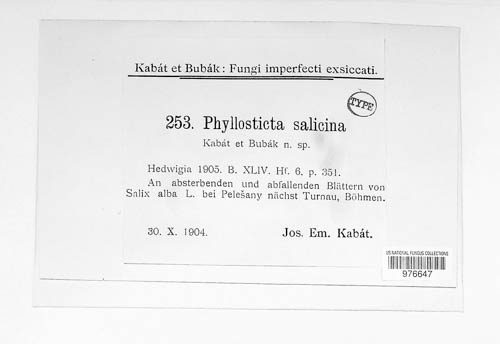 Kabát et Bubák: Fungi imperfecti exsiccati.
TYPE
253. Phyllosticta salicina
Kabát et Bubák n. sp.
Hedwigia 1905. B. XLIV. Hf. 6, p. 351.
An absterbenden und abfallenden Blättern von
Salix alba L. bei Pelešany nächst Turnau, Böhmen.
30. X. 1904.
Jos. Em. Kabát.
US NATIONAL FUNGUS COLLECTIONS
976647